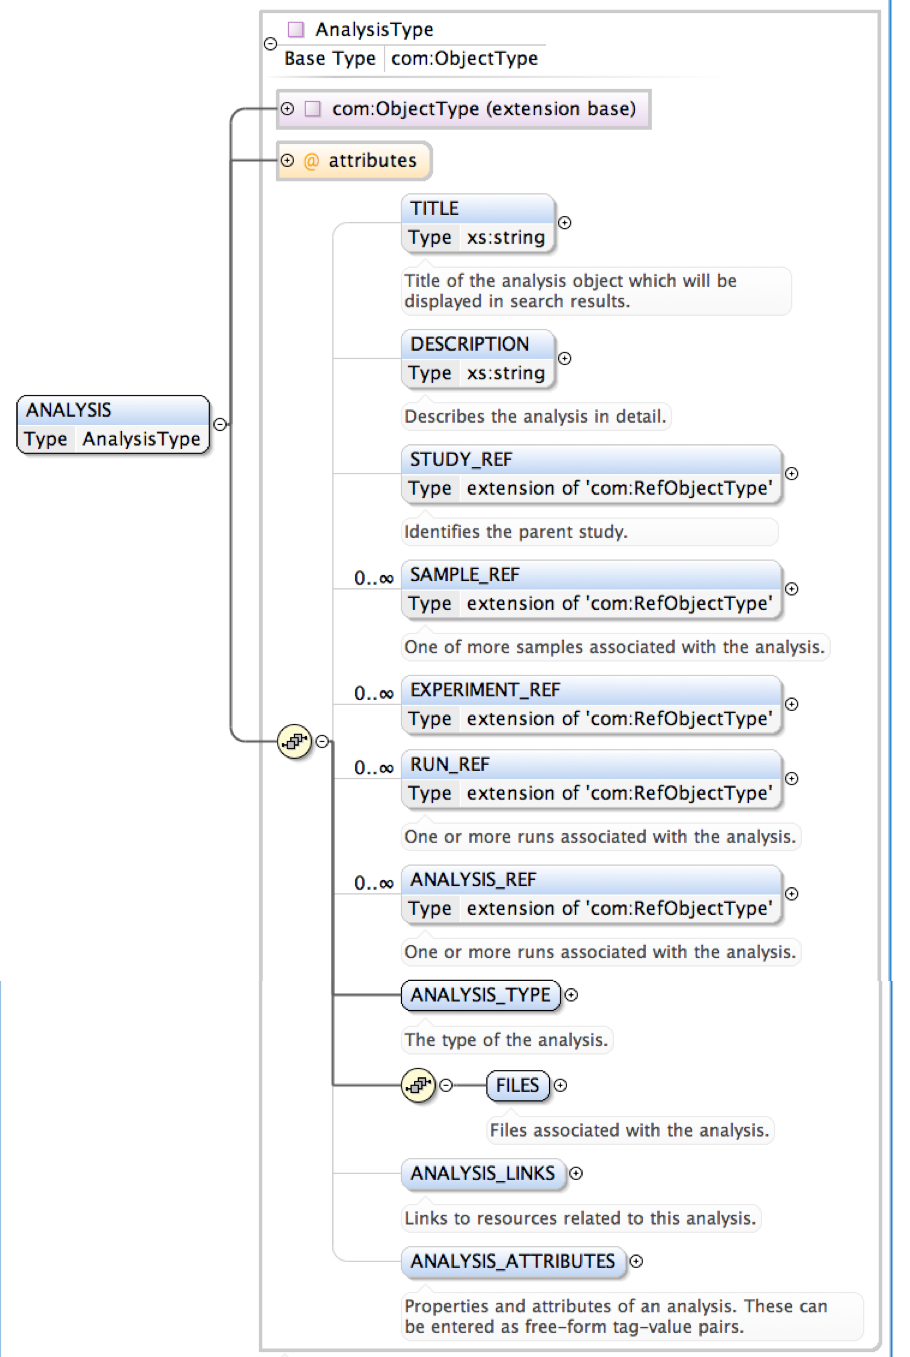 AnalysisType
Base Type com:ObjectType
com:ObjectType (extension base)
@ attributes
TITLE
Type xs:string
Title of the analysis object which will be
displayed in search results.
DESCRIPTION
Type xs:string
Describes the analysis in detail.
ANALYSIS
Type AnalysisType
STUDY_REF
Type extension of 'com:RefObjectType'
Identifies the parent study.
0..∞ SAMPLE_REF
Type extension of 'com:RefObjectType'
One of more samples associated with the analysis.
0..∞ EXPERIMENT_REF
Type extension of 'com:RefObjectType'
0..∞ RUN_REF
Type extension of 'com:RefObjectType'
One or more runs associated with the analysis.
0..∞ ANALYSIS_REF
Type extension of 'com:RefObjectType'
One or more runs associated with the analysis.
ANALYSIS_TYPE
The type of the analysis.
FILES
Files associated with the analysis.
ANALYSIS_LINKS
Links to resources related to this analysis.
ANALYSIS_ATTRIBUTES
Properties and attributes of an analysis. These can
be entered as free-form tag-value pairs.